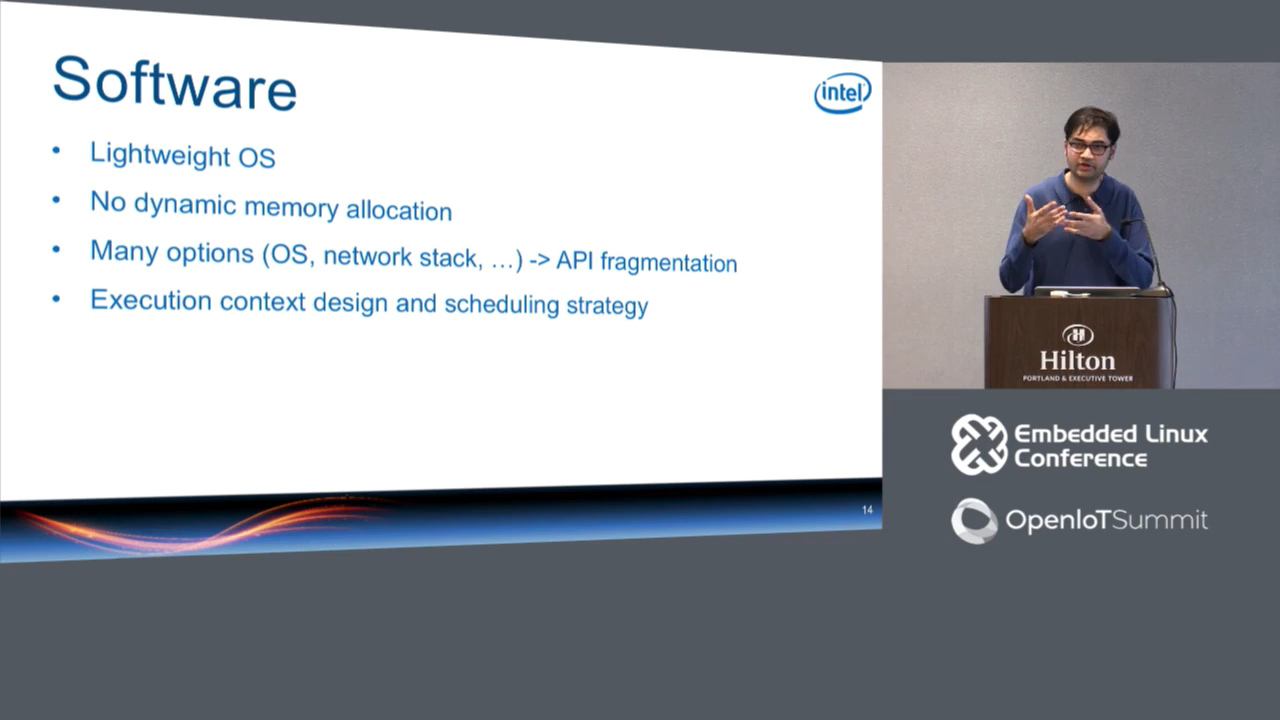 Software
intel
• Lightweight OS
• No dynamic memory allocation
• Many options (OS, network stack, …) -> API fragmentation
• Execution context design and scheduling strategy
14
Hilton
PORTLAND & EXECUTIVE TOWER
Embedded Linux
Conference
OpenIoTSummit